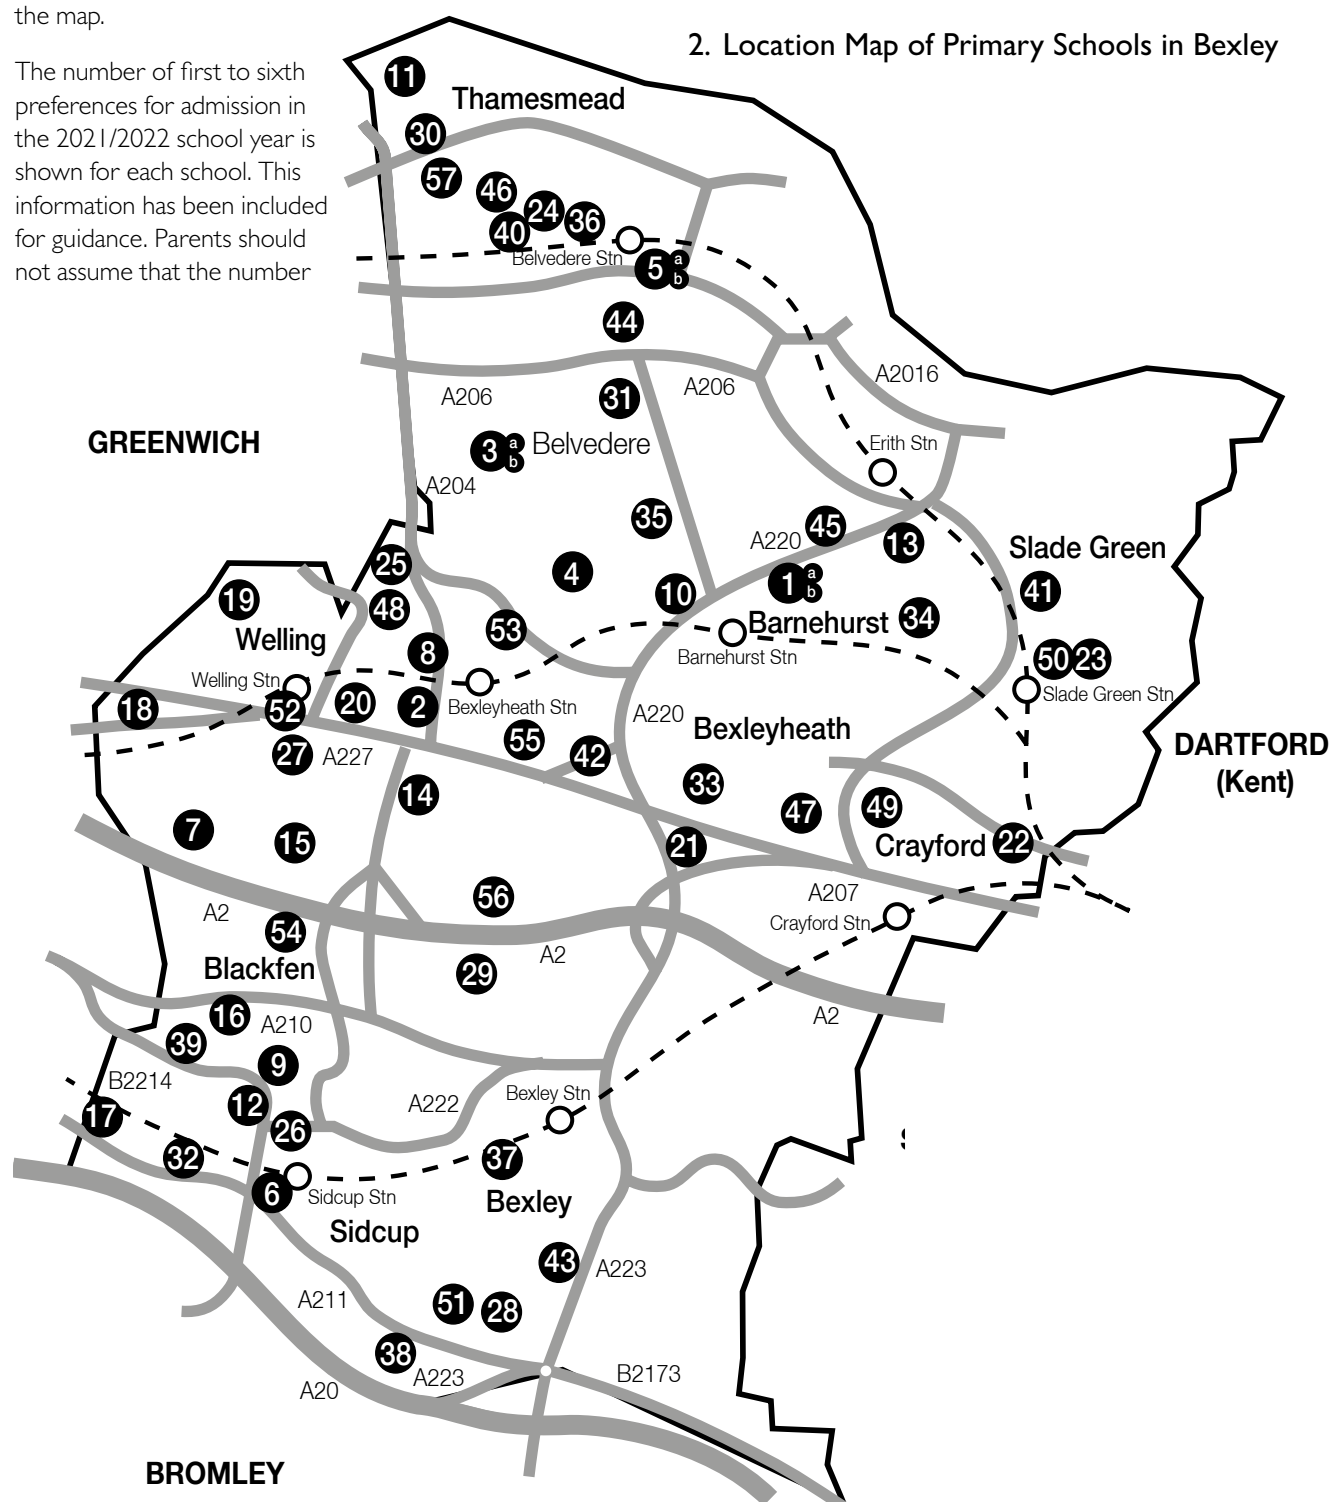 the map.
2. Location Map of Primary Schools in Bexley
The number of first to sixth
preferences for admission in
the 2021/2022 school year is
shown for each school. This
information has been included
for guidance. Parents should
not assume that the number
11
Thamesmead
30
57
46
24
36
40
Belvedere Stn
5 a b
44
A206
A206
A2016
31
GREENWICH
3 a b
Belvedere
Erith Stn
A204
35
45
A220
13
Slade Green
25
4
1 a b
41
19
48
10
34
Welling
53
Barnehurst
8
Barnehurst Stn
50
23
Welling Stn
Slade Green Stn
18
52
20
2
Bexleyheath Stn
A220
Bexleyheath
27
A227
55
42
DARTFORD
(Kent)
14
33
47
49
7
15
21
Crayford
22
56
A207
A2
Crayford Stn
54
A2
Blackfen
29
16
A210
A2
39
9
B2214
12
A222
Bexley Stn
17
26
32
37
6
Sidcup Stn
Bexley
Sidcup
43
A223
A211
51
28
38
A223
B2173
A20
BROMLEY